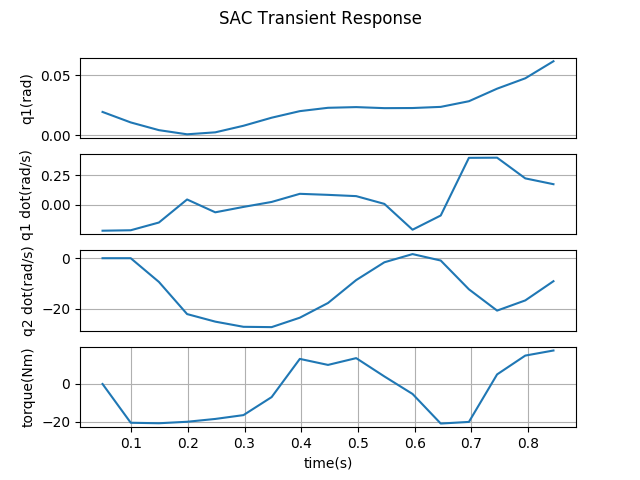 SAC Transient Response
q1(rad)
0.05
0.00
q1 dot(rad/s)
0.25
0.00
q2 dot(rad/s)
0
−20
torque(Nm)
0
−20
0.1 0.2 0.3 0.4 0.5 0.6 0.7 0.8
time(s)